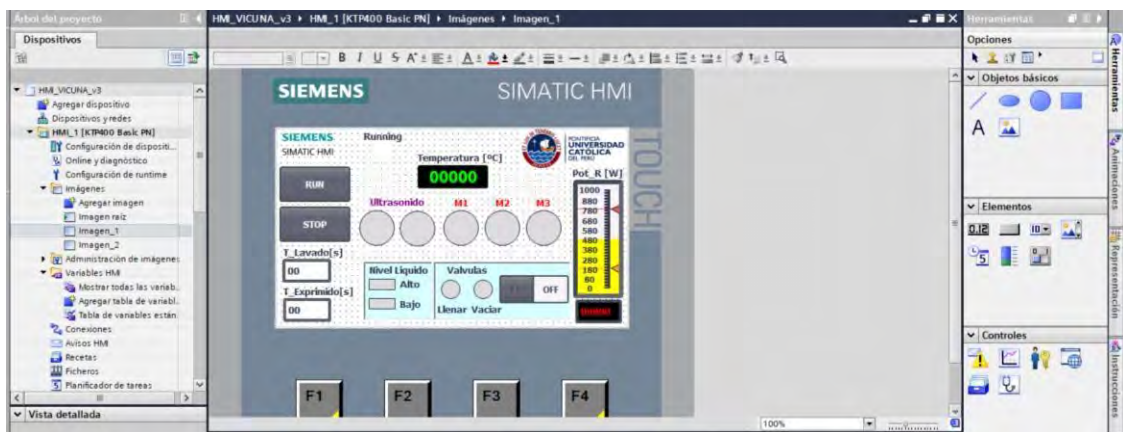 Árbol del proyecto
HMI_VICUNA_v3 ▸ HMI_1 [KTP400 Basic PN] ▸ Imágenes ▸ Imagen_1
Herramientas
Dispositivos
Opciones
HMI_VICUNA_v3
Agregar dispositivo
Dispositivos y redes
HMI_1 [KTP400 Basic PN]
Configuración de dispositi...
Online y diagnóstico
Configuración de runtime
Imágenes
Agregar imagen
Imagen raíz
Imagen_1
Imagen_2
Administración de imágenes
Variables HMI
Mostrar todas las variab...
Agregar tabla de variabl..
Tabla de variables están
Conexiones
Avisos HMI
Recetas
Ficheros
Planificador de tareas
Vista detallada
B I U S A
SIEMENS
SIMATIC HMI
TOUCH
SIEMENS
SIMATIC HMI
Running
PONTIFICIA
UNIVERSIDAD
CATÓLICA
DEL PERÚ
Temperatura [ºC]
00000
Pot_R [W]
RUN
STOP
Ultrasonido
M1
M2
M3
1000
880
780
680
580
480
380
280
180
80
0
T_Lavado[s]
00
T_Exprimido[s]
00
Nivel Liquido
Alto
Bajo
Valvulas
OFF
Llenar Vaciar
F1
F2
F3
F4
100%
Objetos básicos
A
Elementos
0.12
10
5
Controles
Herramientas
Animaciones
Representación
Instrucciones